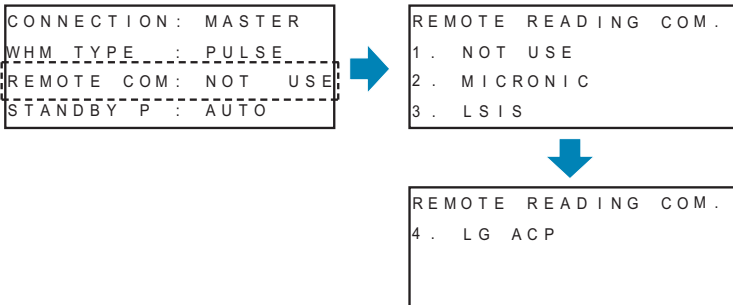 CONNECTION: MASTER
WHM TYPE : PULSE
REMOTE COM: NOT USE
STANDBY P : AUTO
REMOTE READING COM.
1. NOT USE
2. MICRONIC
3. LSIS
REMOTE READING COM.
4. LG ACP